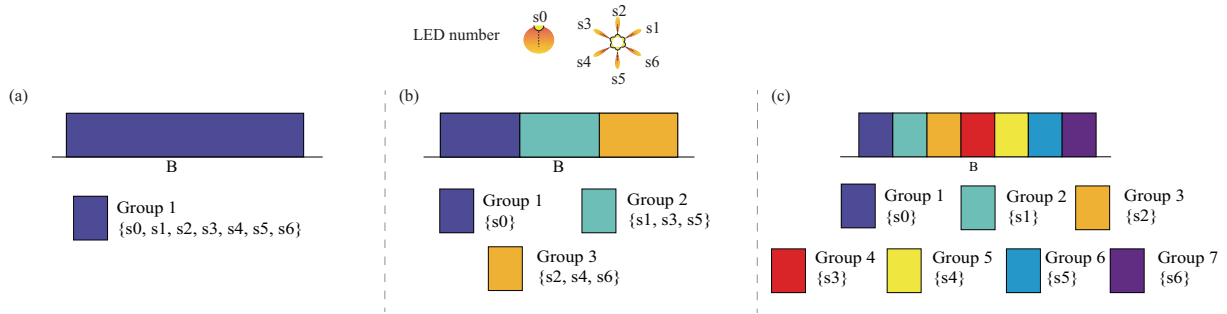 s0
s2
s3
s1
LED number
s4
s6
s5
(a)
(b)
(c)
B
B
B
Group 1
{s0, s1, s2, s3, s4, s5, s6}
Group 1
{s0}
Group 2
{s1, s3, s5}
Group 3
{s2, s4, s6}
Group 1
{s0}
Group 2
{s1}
Group 3
{s2}
Group 4
{s3}
Group 5
{s4}
Group 6
{s5}
Group 7
{s6}